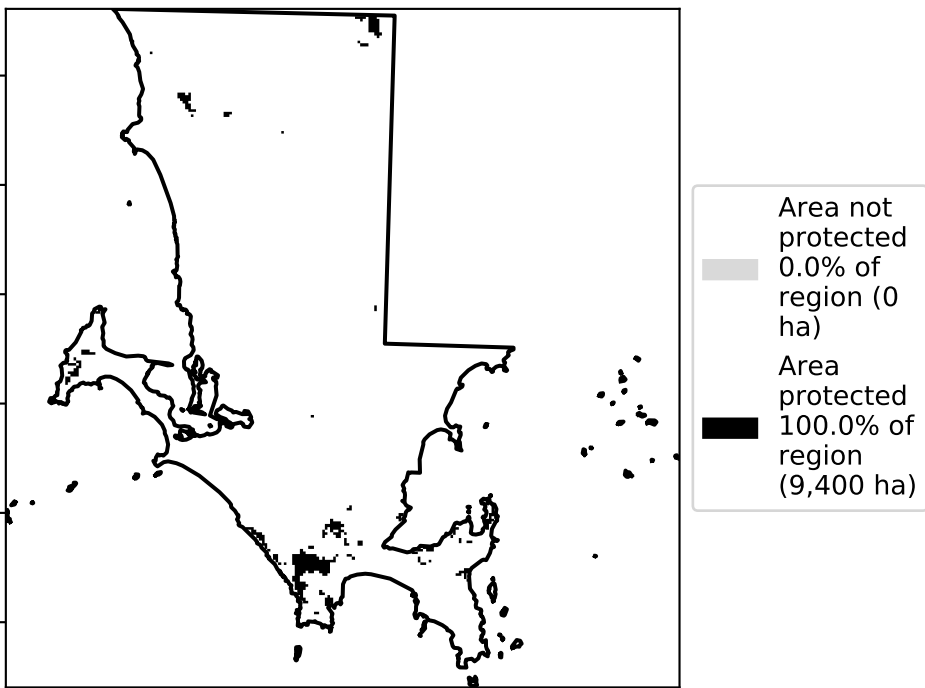 Area not
protected
0.0% of
region (0
ha)
Area
protected
100.0% of
region
(9,400 ha)